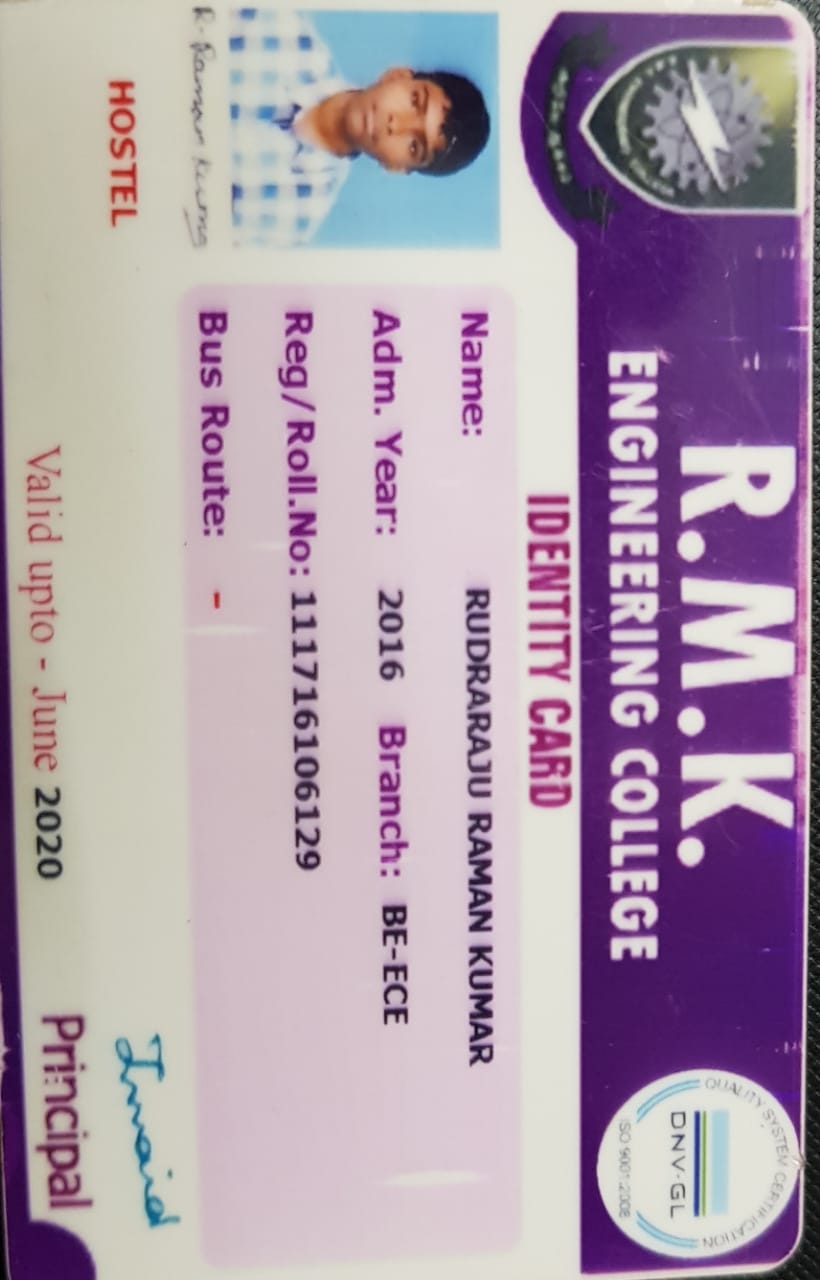 R.M.K.
ENGINEERING COLLEGE
QUALITY SYSTEM CERTIFICATION
DNV·GL
ISO 9001:2008
IDENTITY CARD
Name: RUDRARAJU RAMAN KUMAR
Adm. Year: 2016 Branch: BE-ECE
Reg/Roll.No: 111716106129
Bus Route: -
R. Raman Kumar
HOSTEL
Valid upto - June 2020
Principal